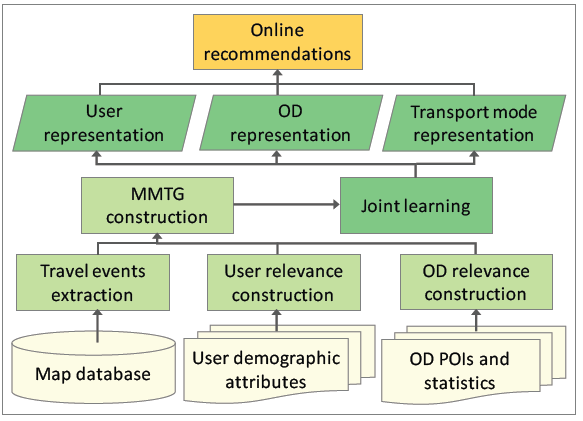 Online
recommendations
User
representation
OD
representation
Transport mode
representation
MMTG
construction
Joint learning
Travel events
extraction
User relevance
construction
OD relevance
construction
Map database
User demographic
attributes
OD POIs and
statistics